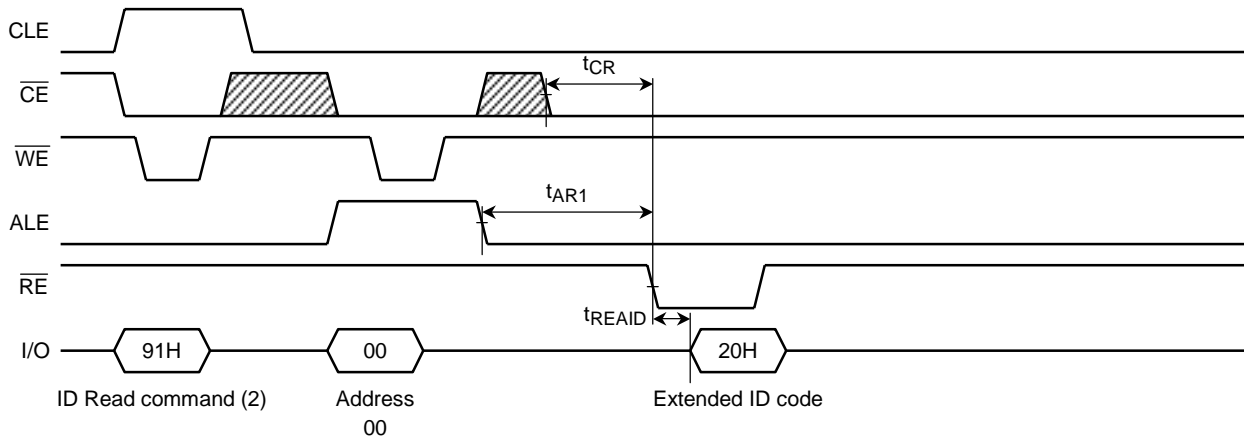 CLE
tCR
CE
WE
tAR1
ALE
RE
tREAID
I/O 91H 00 20H
ID Read command (2) Address Extended ID code
00